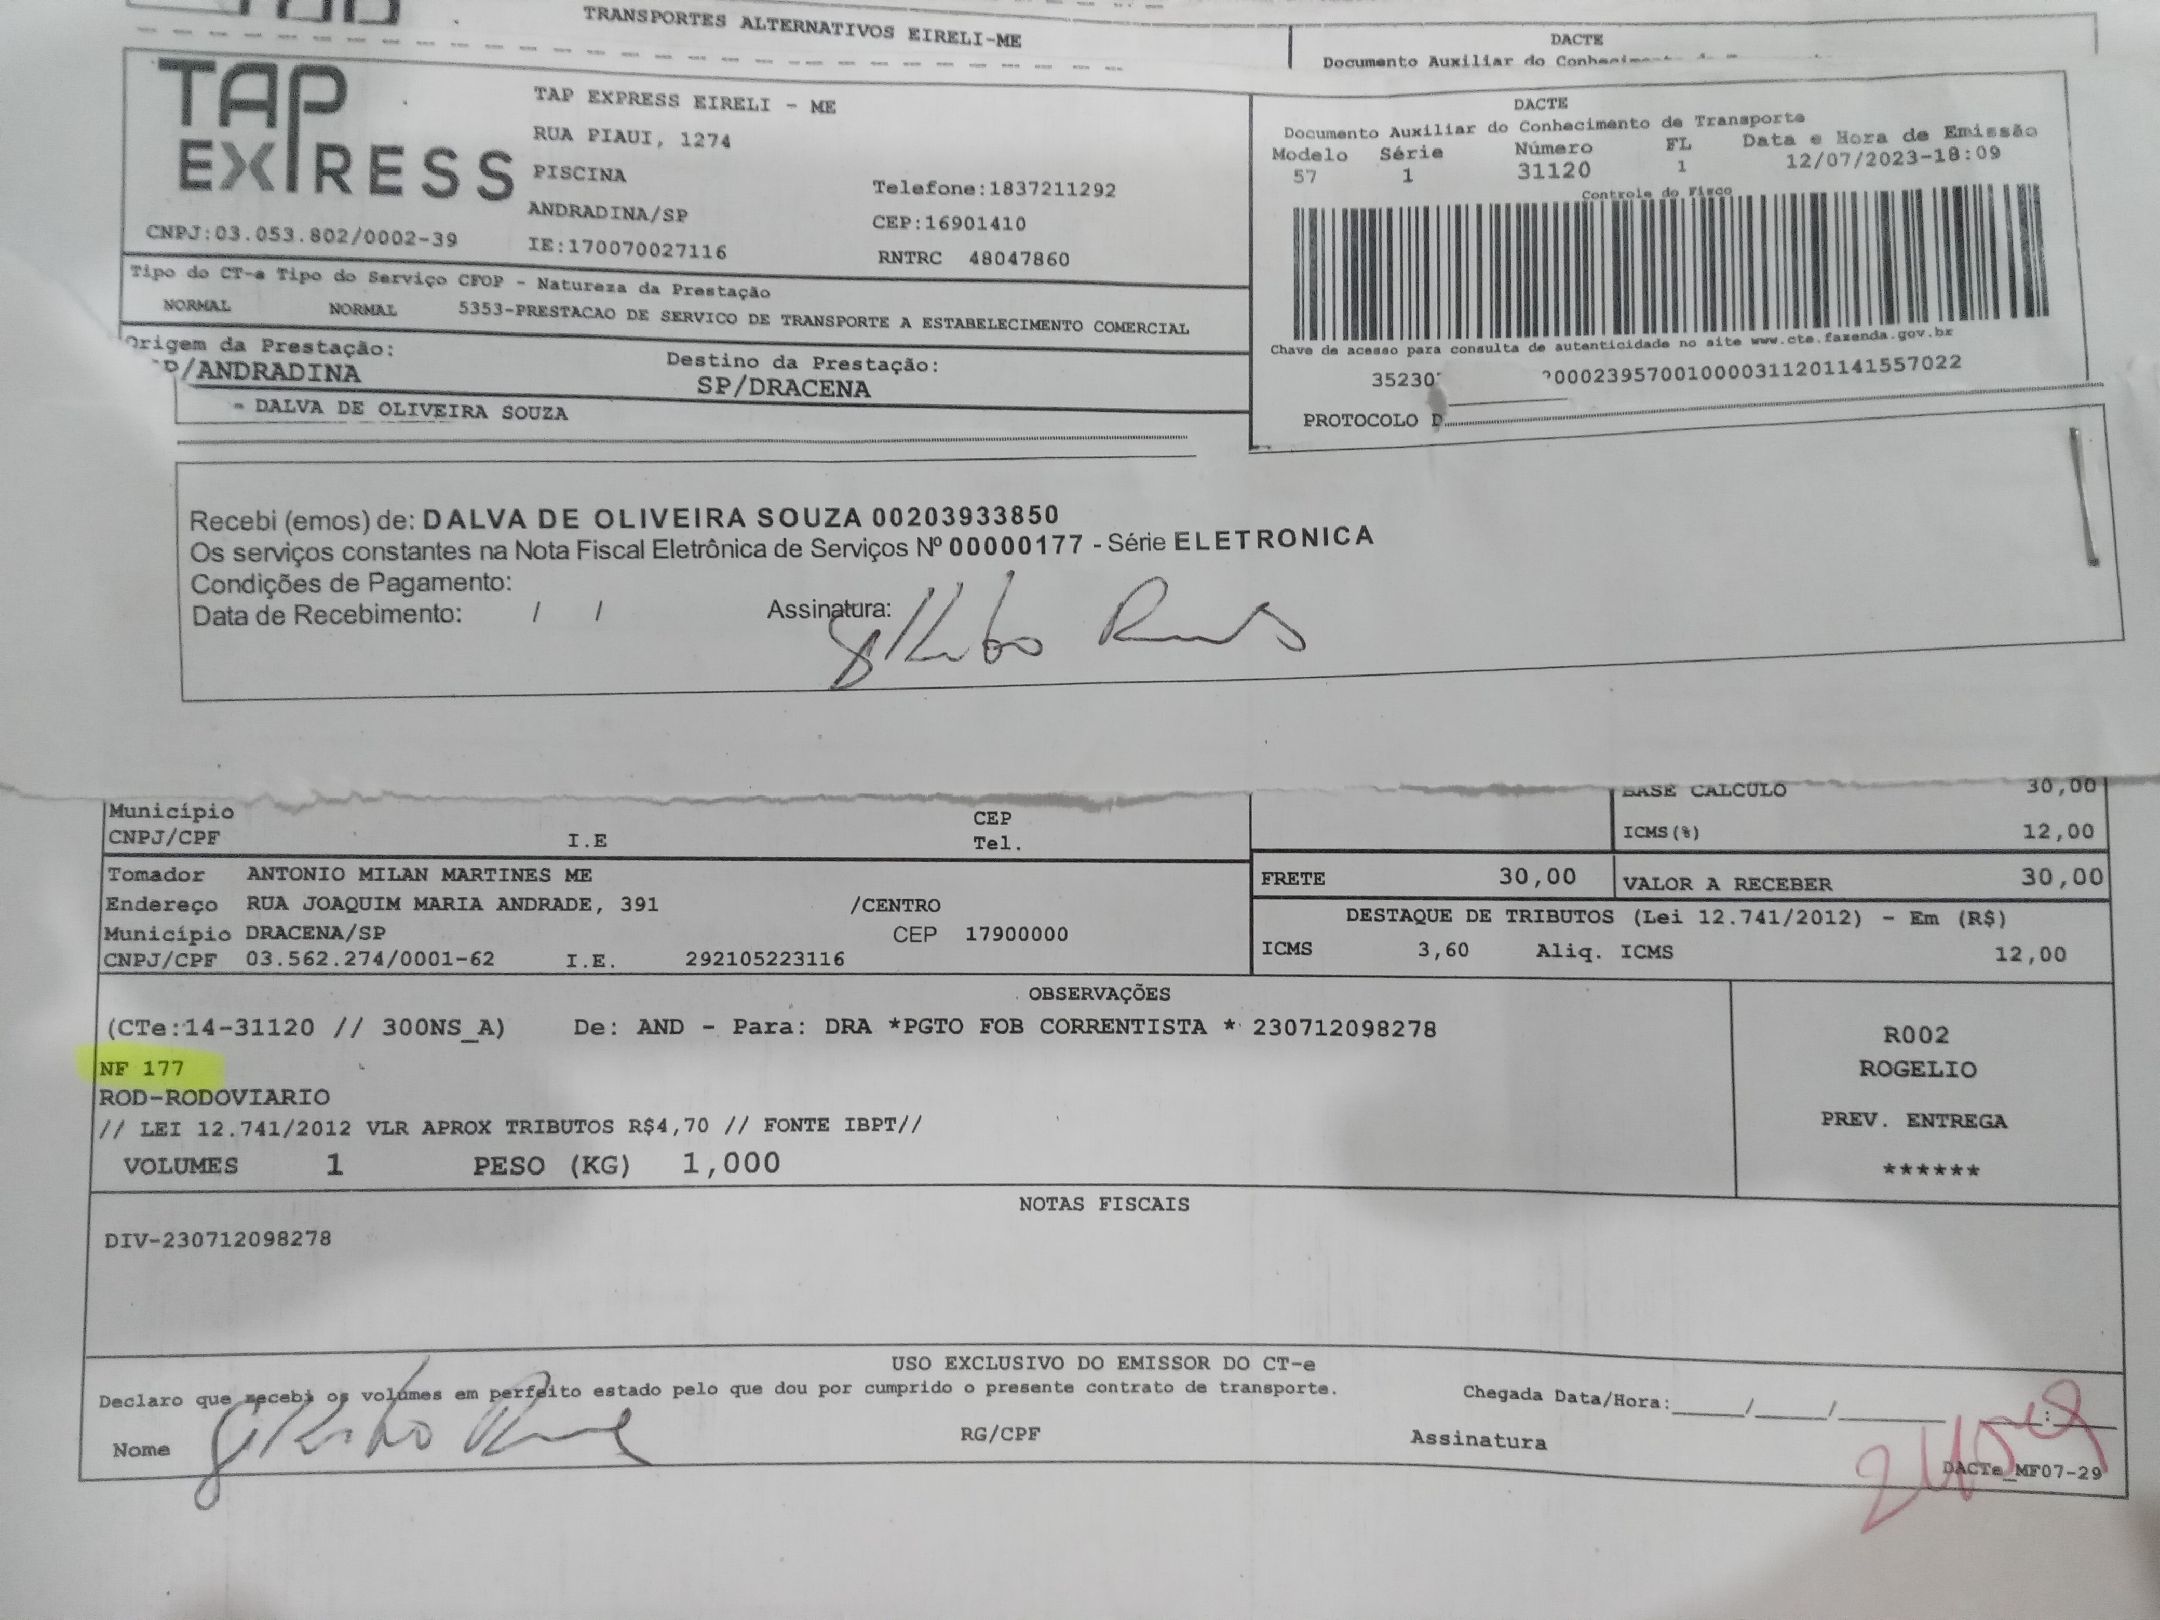 TRANSPORTES ALTERNATIVOS EIRELI-ME
DACTE
Documento Auxiliar do
TAP EXPRESS
TAP EXPRESS EIRELI - ME
RUA PIAUI, 1274
PISCINA
Telefone:1837211292
ANDRADINA/SP
CEP:16901410
CNPJ:03.053.802/0002-39
IE:170070027116
RNTRC 48047860
DACTE
Documento Auxiliar do Conhecimento de Transporte
Modelo Série Número FL Data e Hora de Emissão
57 1 31120 1 12/07/2023-18:09
Controle do Fisco
Chave de acesso para consulta de autenticidade no site www.cte.fazenda.gov.br
35230 000239570010000311201141557022
PROTOCOLO D
Tipo do CT-e Tipo do Serviço CFOP - Natureza da Prestação
NORMAL NORMAL 5353-PRESTACAO DE SERVICO DE TRANSPORTE A ESTABELECIMENTO COMERCIAL
Origem da Prestação: Destino da Prestação:
P/ANDRADINA SP/DRACENA
DALVA DE OLIVEIRA SOUZA
Recebi (emos) de: DALVA DE OLIVEIRA SOUZA 00203933850
Os serviços constantes na Nota Fiscal Eletrônica de Serviços Nº 00000177 - Série ELETRONICA
Condições de Pagamento:
Data de Recebimento: / / Assinatura:
Município CEP
CNPJ/CPF I.E Tel.
BASE CALCULO 30,00
ICMS(%) 12,00
Tomador ANTONIO MILAN MARTINES ME
Endereço RUA JOAQUIM MARIA ANDRADE, 391 /CENTRO
Município DRACENA/SP CEP 17900000
CNPJ/CPF 03.562.274/0001-62 I.E. 292105223116
FRETE 30,00 VALOR A RECEBER 30,00
DESTAQUE DE TRIBUTOS (Lei 12.741/2012) - Em (R$)
ICMS 3,60 Aliq. ICMS 12,00
OBSERVAÇÕES
(CTe:14-31120 // 300NS_A) De: AND - Para: DRA *PGTO FOB CORRENTISTA * 230712098278
NF 177
ROD-RODOVIARIO
// LEI 12.741/2012 VLR APROX TRIBUTOS R$4,70 // FONTE IBPT//
VOLUMES 1 PESO (KG) 1,000
R002
ROGELIO
PREV. ENTREGA
******
NOTAS FISCAIS
DIV-230712098278
USO EXCLUSIVO DO EMISSOR DO CT-e
Declaro que recebi os volumes em perfeito estado pelo que dou por cumprido o presente contrato de transporte.
Chegada Data/Hora:_____/_____/_______ ____:____
Nome RG/CPF Assinatura
DACTe_MF07-29